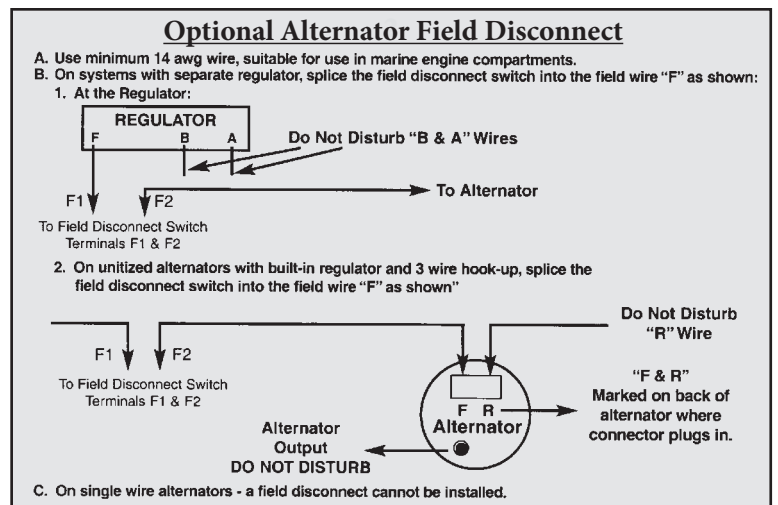 Optional Alternator Field Disconnect
A. Use minimum 14 awg wire, suitable for use in marine engine compartments.
B. On systems with separate regulator, splice the field disconnect switch into the field wire “F” as shown:
1. At the Regulator:
REGULATOR
F B A
Do Not Disturb “B & A” Wires
F1 F2
To Alternator
To Field Disconnect Switch
Terminals F1 & F2
2. On unitized alternators with built-in regulator and 3 wire hook-up, splice the
field disconnect switch into the field wire “F” as shown”
Do Not Disturb
“R” Wire
F1 F2
To Field Disconnect Switch
Terminals F1 & F2
“F & R”
Marked on back of
alternator where
connector plugs in.
F R
Alternator
Alternator
Output
DO NOT DISTURB
C. On single wire alternators - a field disconnect cannot be installed.